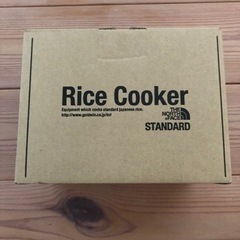 Rice Cooker
Equipment which cooks standard japanese rice.
http://www.goldwin.co.jp/tnf
THE
NORTH
FACE
STANDARD